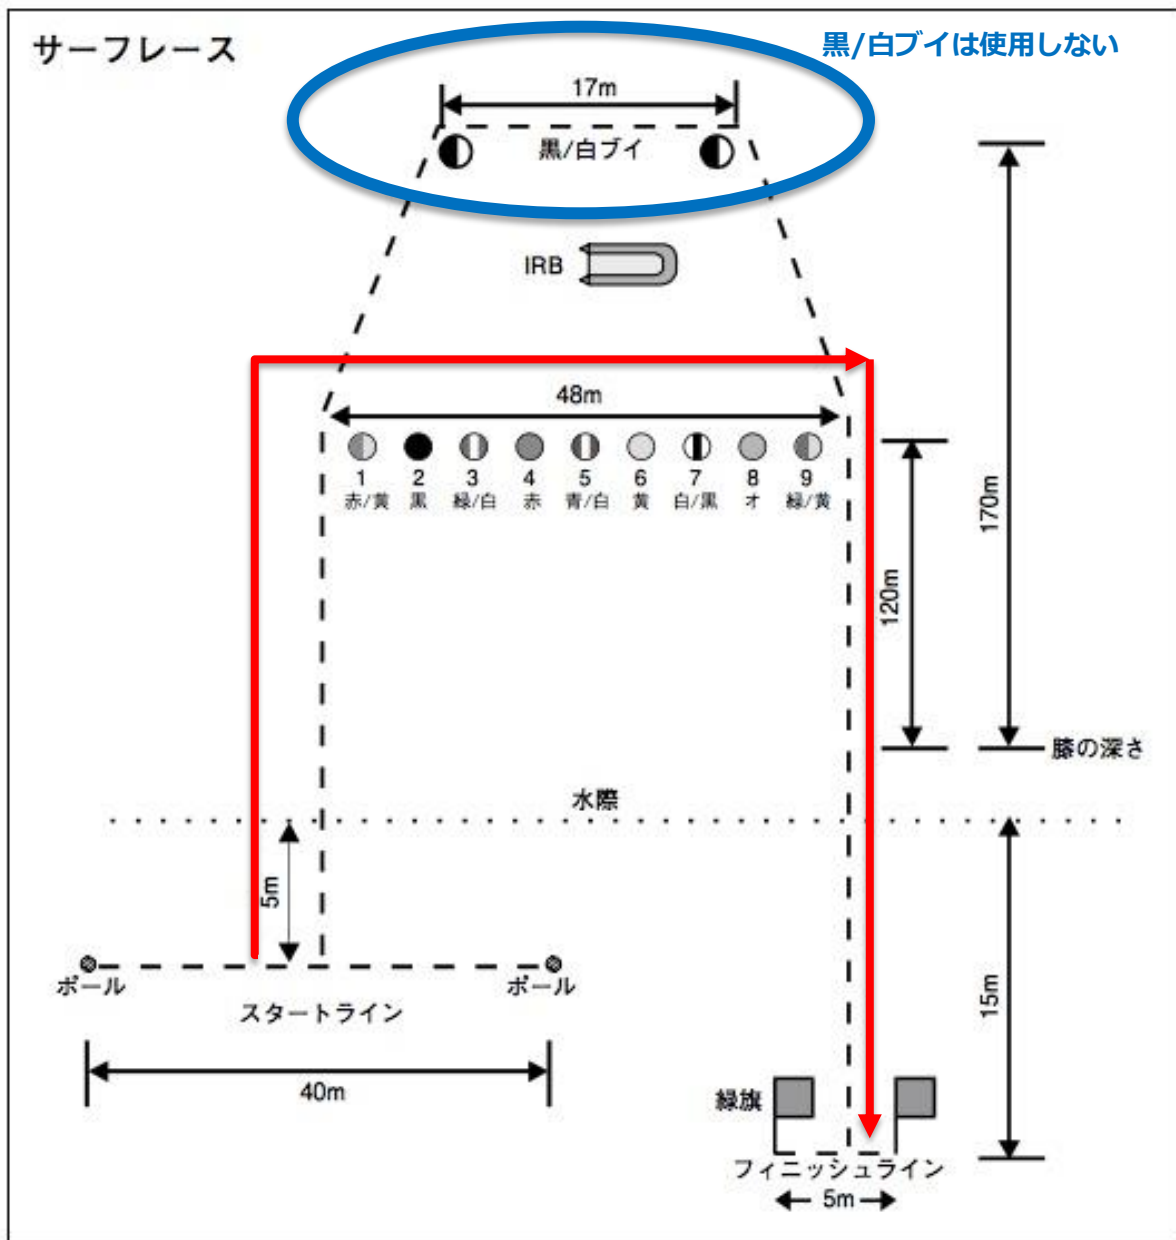 サーフレース
黒/白ブイは使用しない
17m
黒/白ブイ
IRB
48m
1 2 3 4 5 6 7 8 9
赤/黄 黒 緑/白 赤 青/白 黄 白/黒 オ 緑/黄
170m
120m
膝の深さ
水際
5m
ポール ポール
スタートライン
15m
40m
緑旗
フィニッシュライン
5m